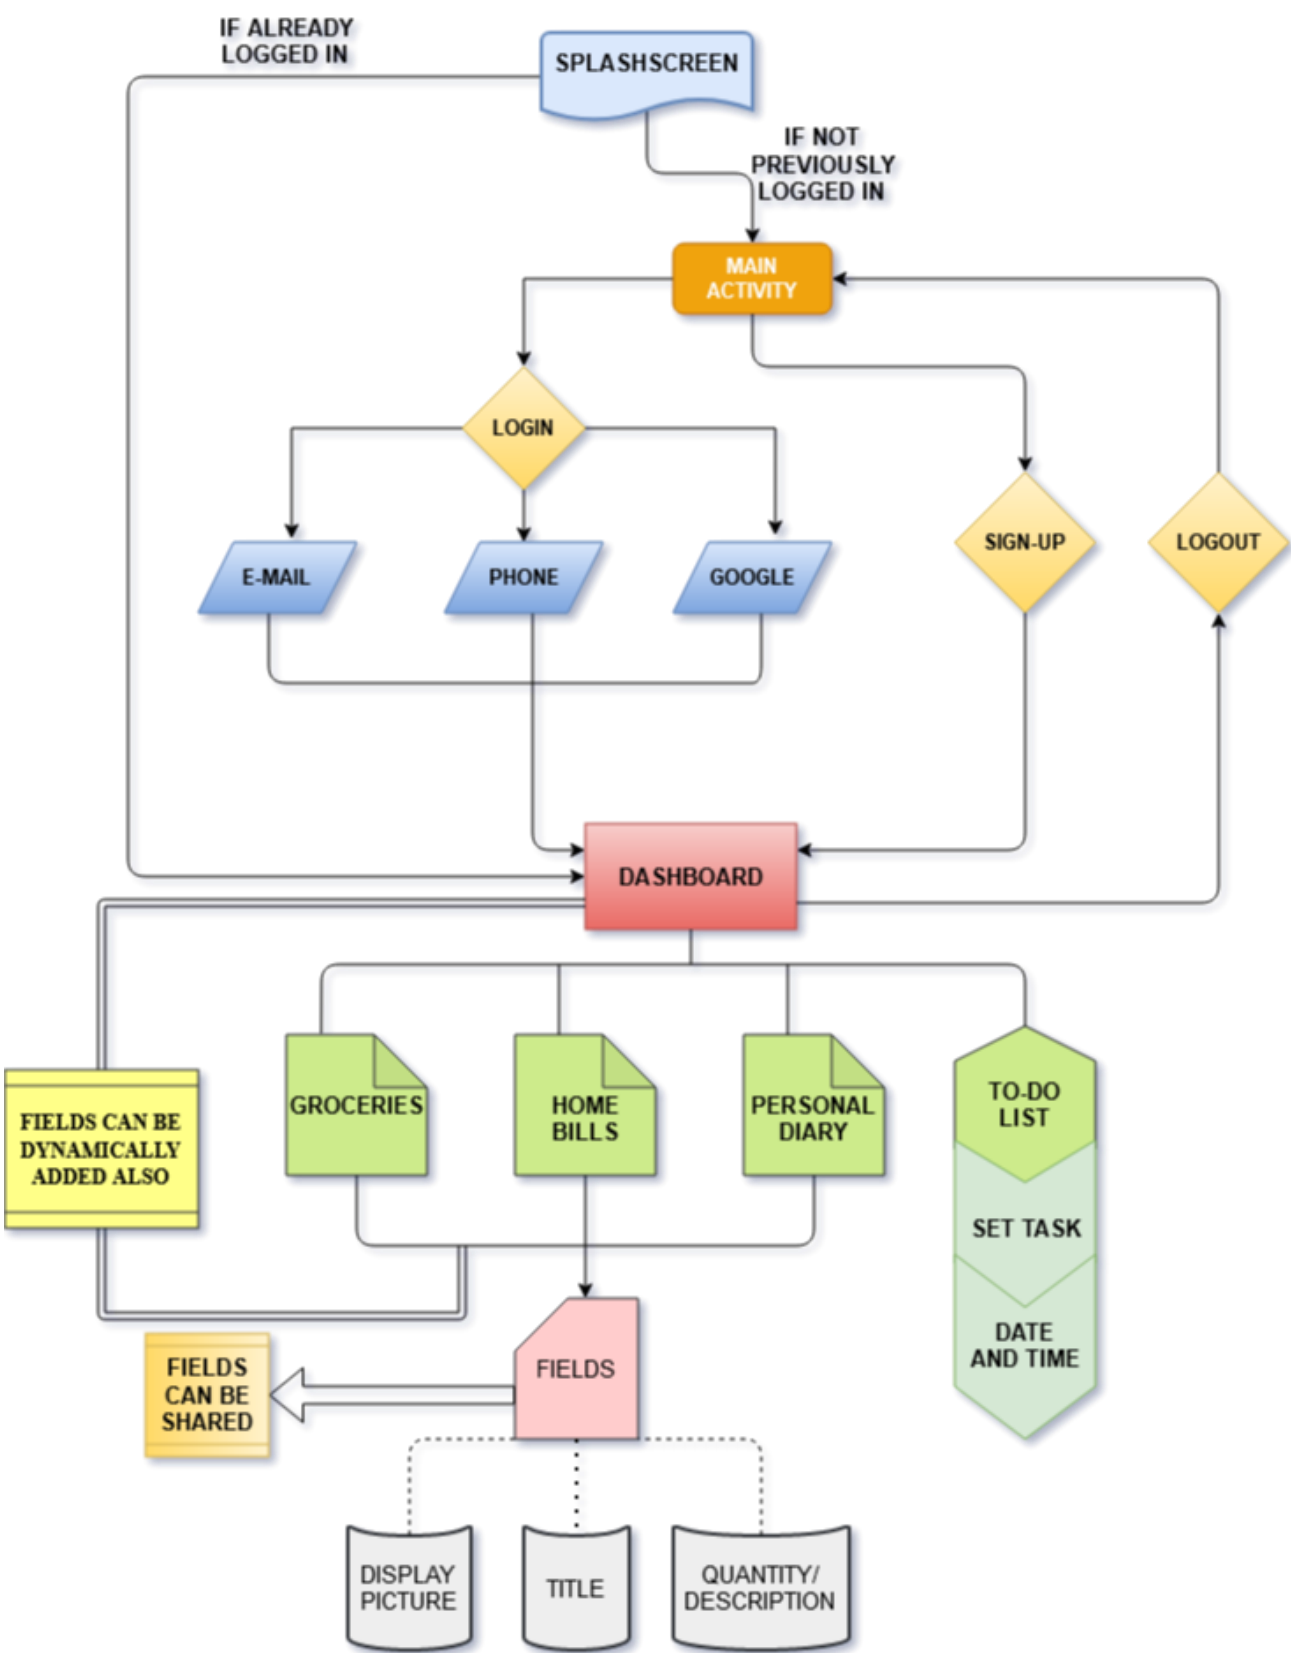 IF ALREADY
LOGGED IN
SPLASHSCREEN
IF NOT
PREVIOUSLY
LOGGED IN
MAIN
ACTIVITY
LOGIN
E-MAIL
PHONE
GOOGLE
SIGN-UP
LOGOUT
DASHBOARD
GROCERIES
HOME
BILLS
PERSONAL
DIARY
TO-DO
LIST
FIELDS CAN BE
DYNAMICALLY
ADDED ALSO
SET TASK
DATE
AND TIME
FIELDS
FIELDS
CAN BE
SHARED
DISPLAY
PICTURE
TITLE
QUANTITY/
DESCRIPTION